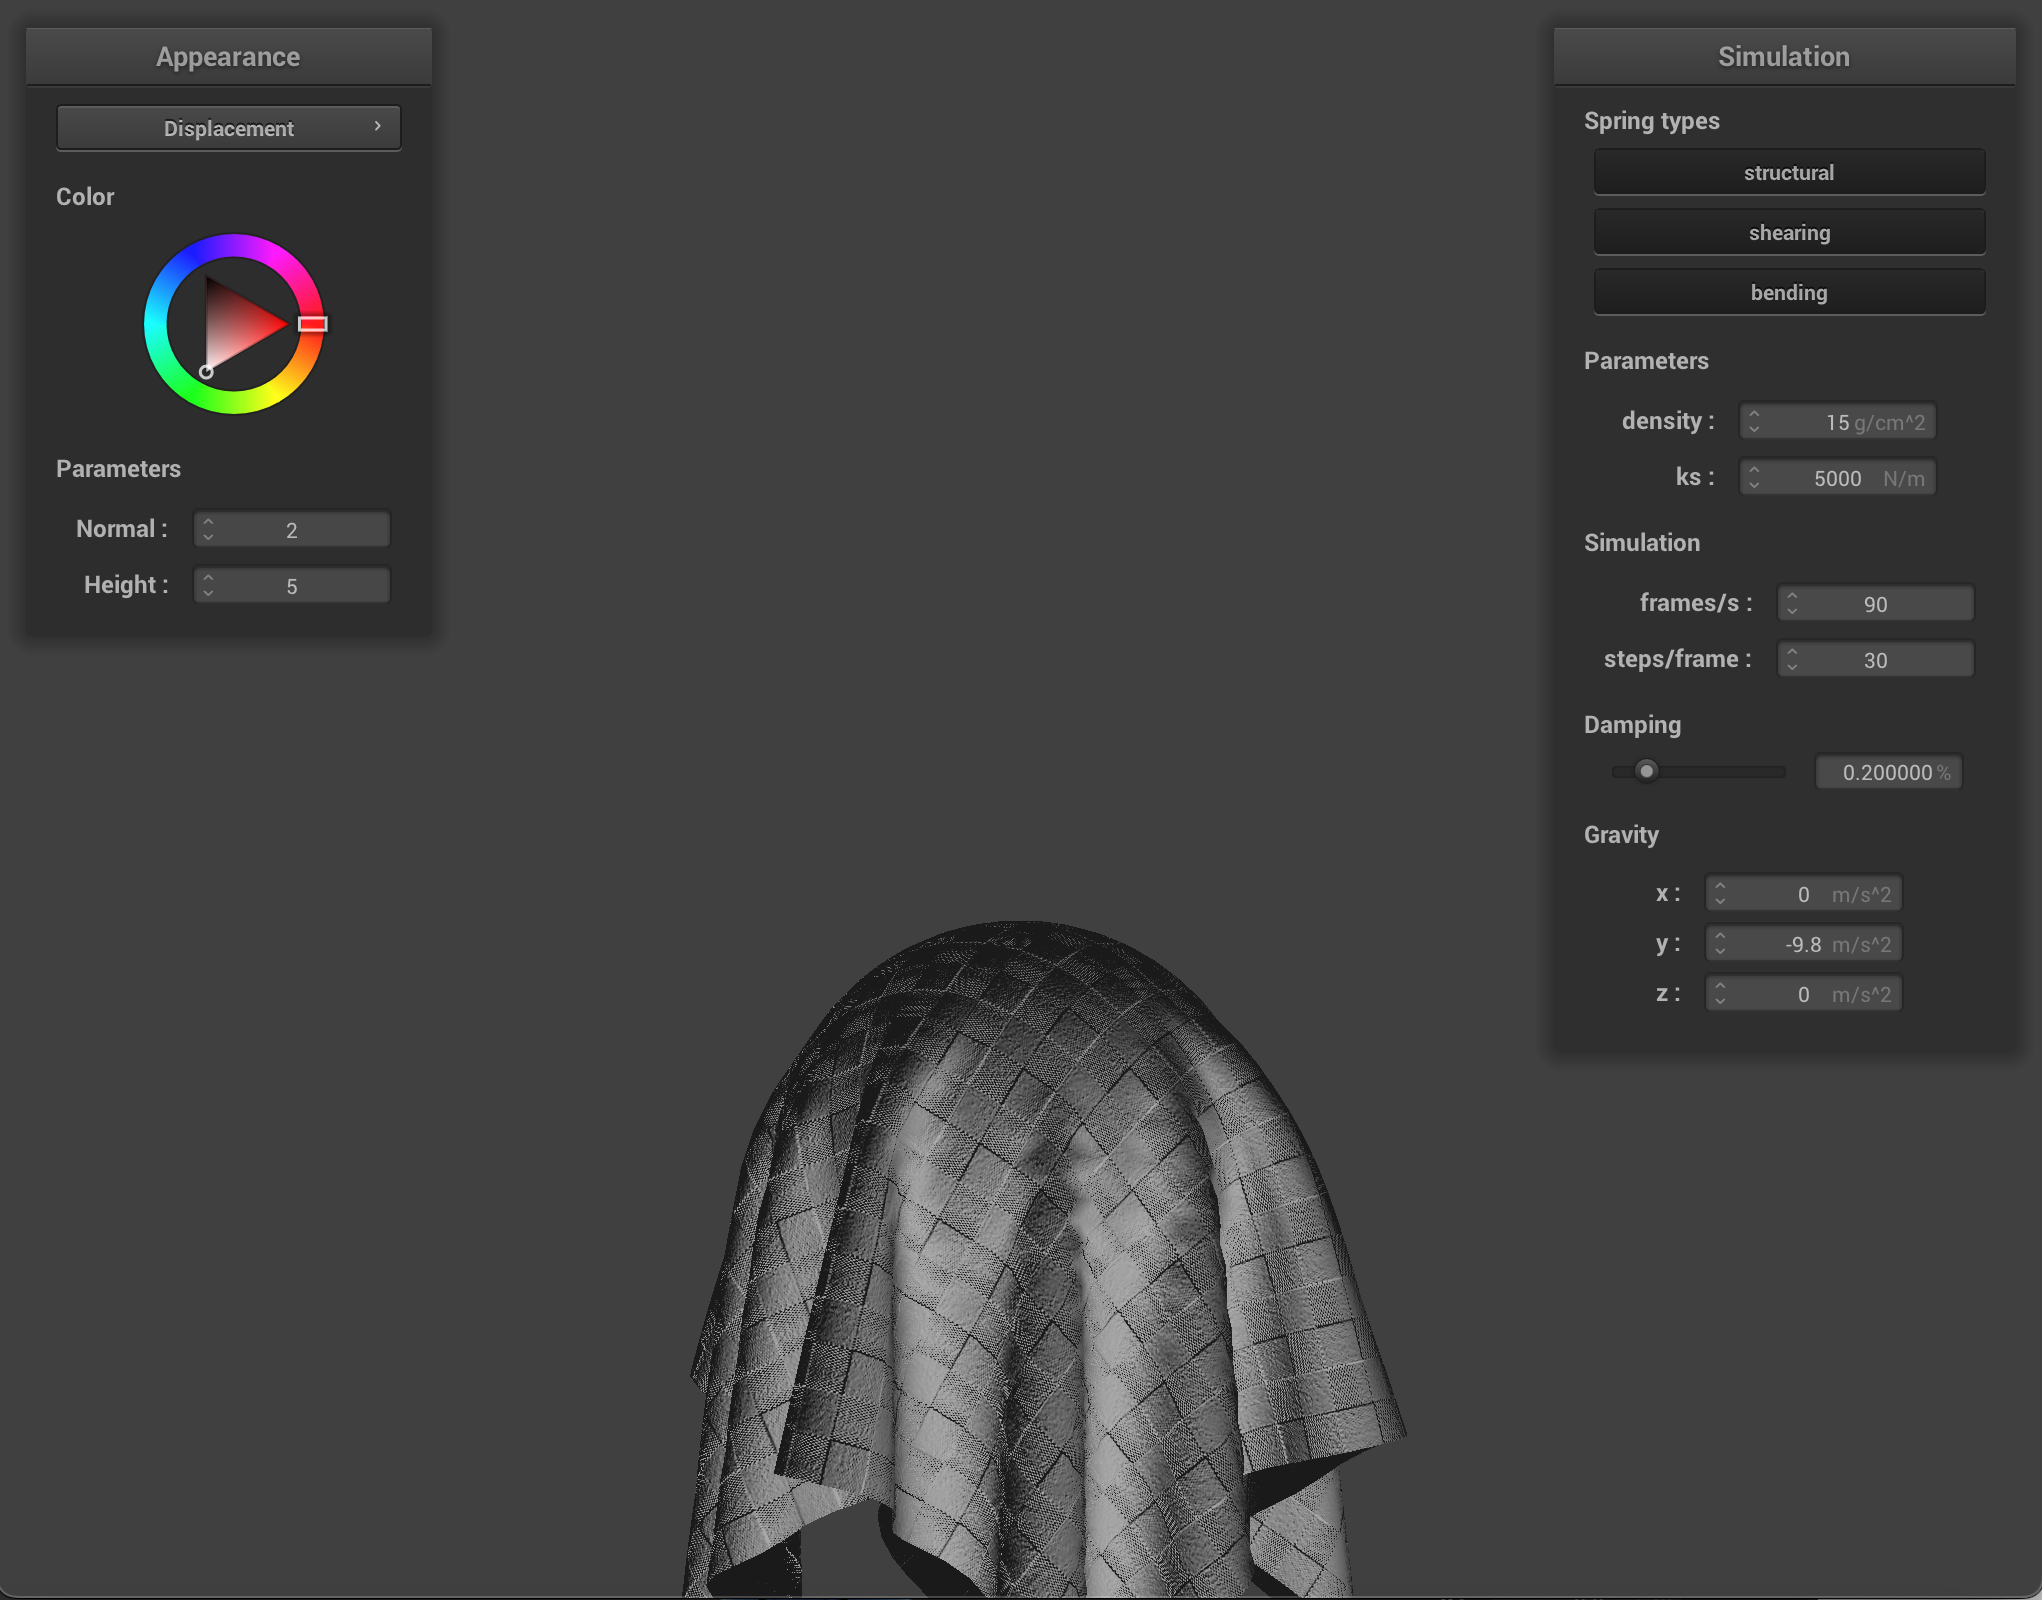 Appearance
Displacement
Color
Parameters
Normal : 2
Height : 5
Simulation
Spring types
structural
shearing
bending
Parameters
density : 15 g/cm^2
ks : 5000 N/m
Simulation
frames/s : 90
steps/frame : 30
Damping
0.200000 %
Gravity
x : 0 m/s^2
y : -9.8 m/s^2
z : 0 m/s^2